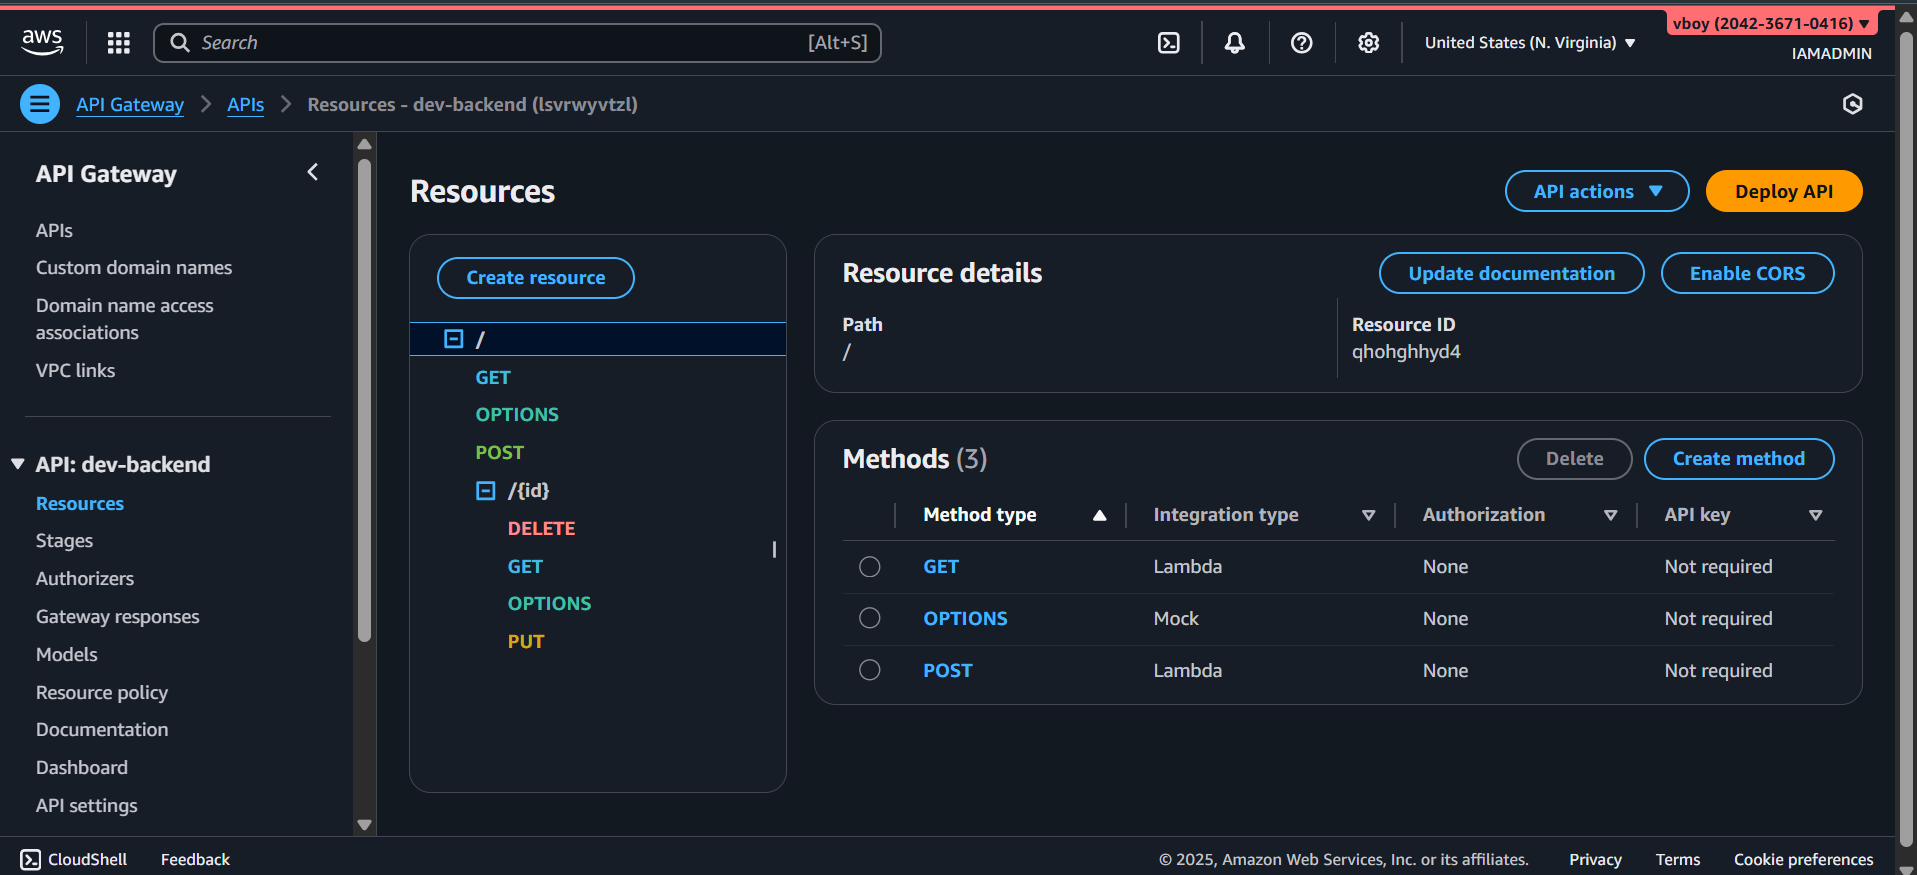 vboy (2042-3671-0416)
aws
Search
[Alt+S]
United States (N. Virginia)
IAMADMIN
API Gateway
APIs
Resources - dev-backend (lsvrwyvtzl)
API Gateway
APIs
Custom domain names
Domain name access
associations
VPC links
API: dev-backend
Resources
Stages
Authorizers
Gateway responses
Models
Resource policy
Documentation
Dashboard
API settings
Resources
API actions
Deploy API
Create resource
/
GET
OPTIONS
POST
/{id}
DELETE
GET
OPTIONS
PUT
Resource details
Update documentation
Enable CORS
Path
/
Resource ID
qhohghhyd4
Methods (3)
Delete
Create method
Method type Integration type Authorization API key
GET Lambda None Not required
OPTIONS Mock None Not required
POST Lambda None Not required
CloudShell
Feedback
© 2025, Amazon Web Services, Inc. or its affiliates.
Privacy
Terms
Cookie preferences